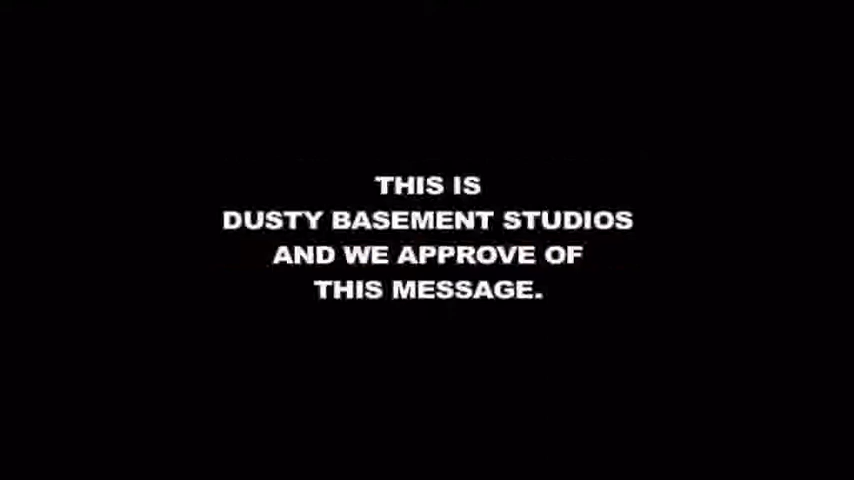 THIS IS
DUSTY BASEMENT STUDIOS
AND WE APPROVE OF
THIS MESSAGE.